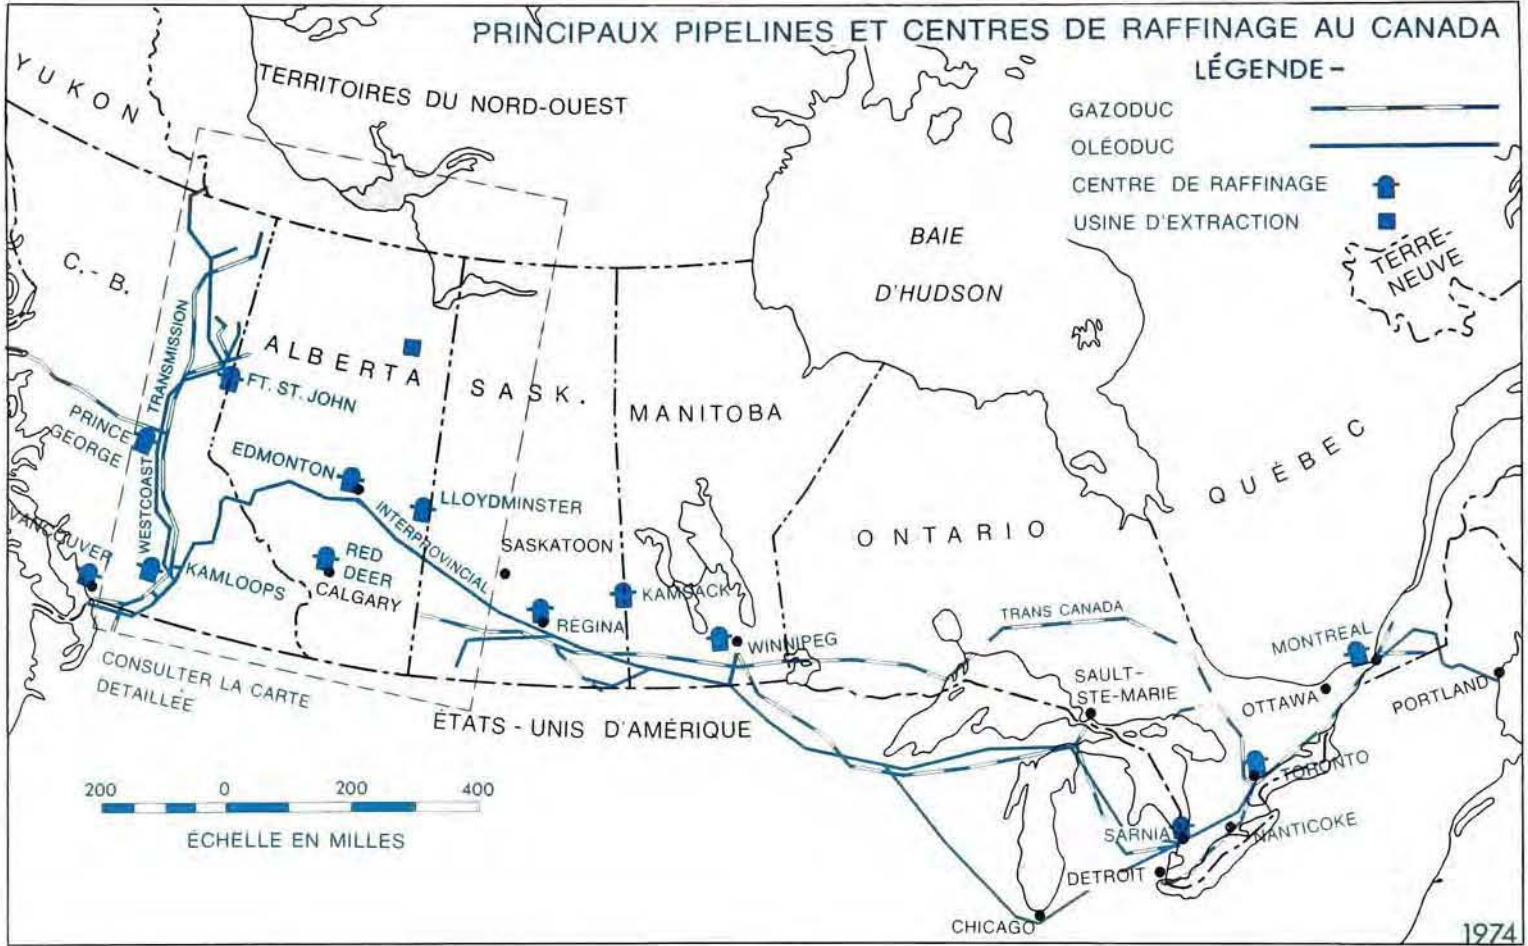 PRINCIPAUX PIPELINES ET CENTRES DE RAFFINAGE AU CANADA
LÉGENDE –
GAZODUC
OLÉODUC
CENTRE DE RAFFINAGE
USINE D'EXTRACTION
YUKON
TERRITOIRES DU NORD-OUEST
BAIE
D'HUDSON
TERRE-
NEUVE
C.-B.
ALBERTA
SASK.
MANITOBA
ONTARIO
QUÉBEC
WESTCOAST TRANSMISSION
FT. ST. JOHN
PRINCE
GEORGE
EDMONTON
LLOYDMINSTER
INTERPROVINCIAL
VANCOUVER
KAMLOOPS
RED
DEER
CALGARY
SASKATOON
RÉGINA
KAMSACK
WINNIPEG
TRANS CANADA
SAULT-
STE-MARIE
MONTRÉAL
OTTAWA
PORTLAND
TORONTO
SARNIA
NANTICOKE
DETROIT
CHICAGO
CONSULTER LA CARTE
DETAILLÉE
ÉTATS-UNIS D'AMÉRIQUE
200 0 200 400
ÉCHELLE EN MILLES
1974